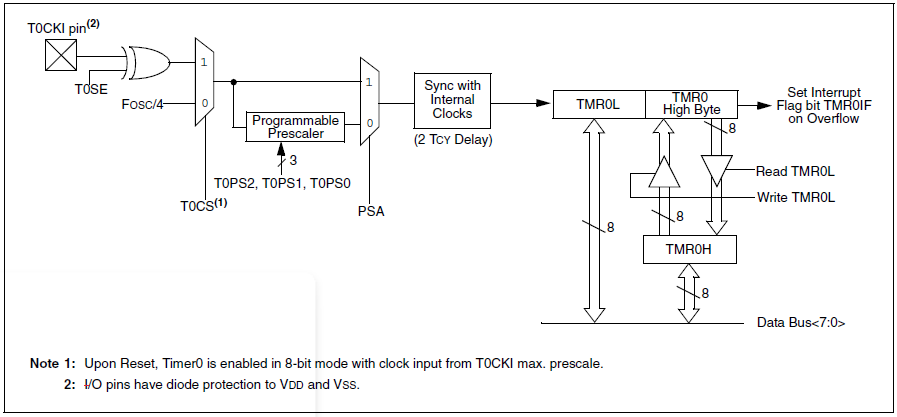 T0CKI pin(2)
T0SE
FOSC/4
1
0
T0CS(1)
Programmable
Prescaler
3
T0PS2, T0PS1, T0PS0
1
0
PSA
Sync with
Internal
Clocks
(2 TCY Delay)
TMR0L
TMR0
High Byte
Set Interrupt
Flag bit TMR0IF
on Overflow
8
Read TMR0L
Write TMR0L
8
8
TMR0H
8
Data Bus<7:0>
Note 1: Upon Reset, Timer0 is enabled in 8-bit mode with clock input from T0CKI max. prescale.
2: I/O pins have diode protection to VDD and VSS.